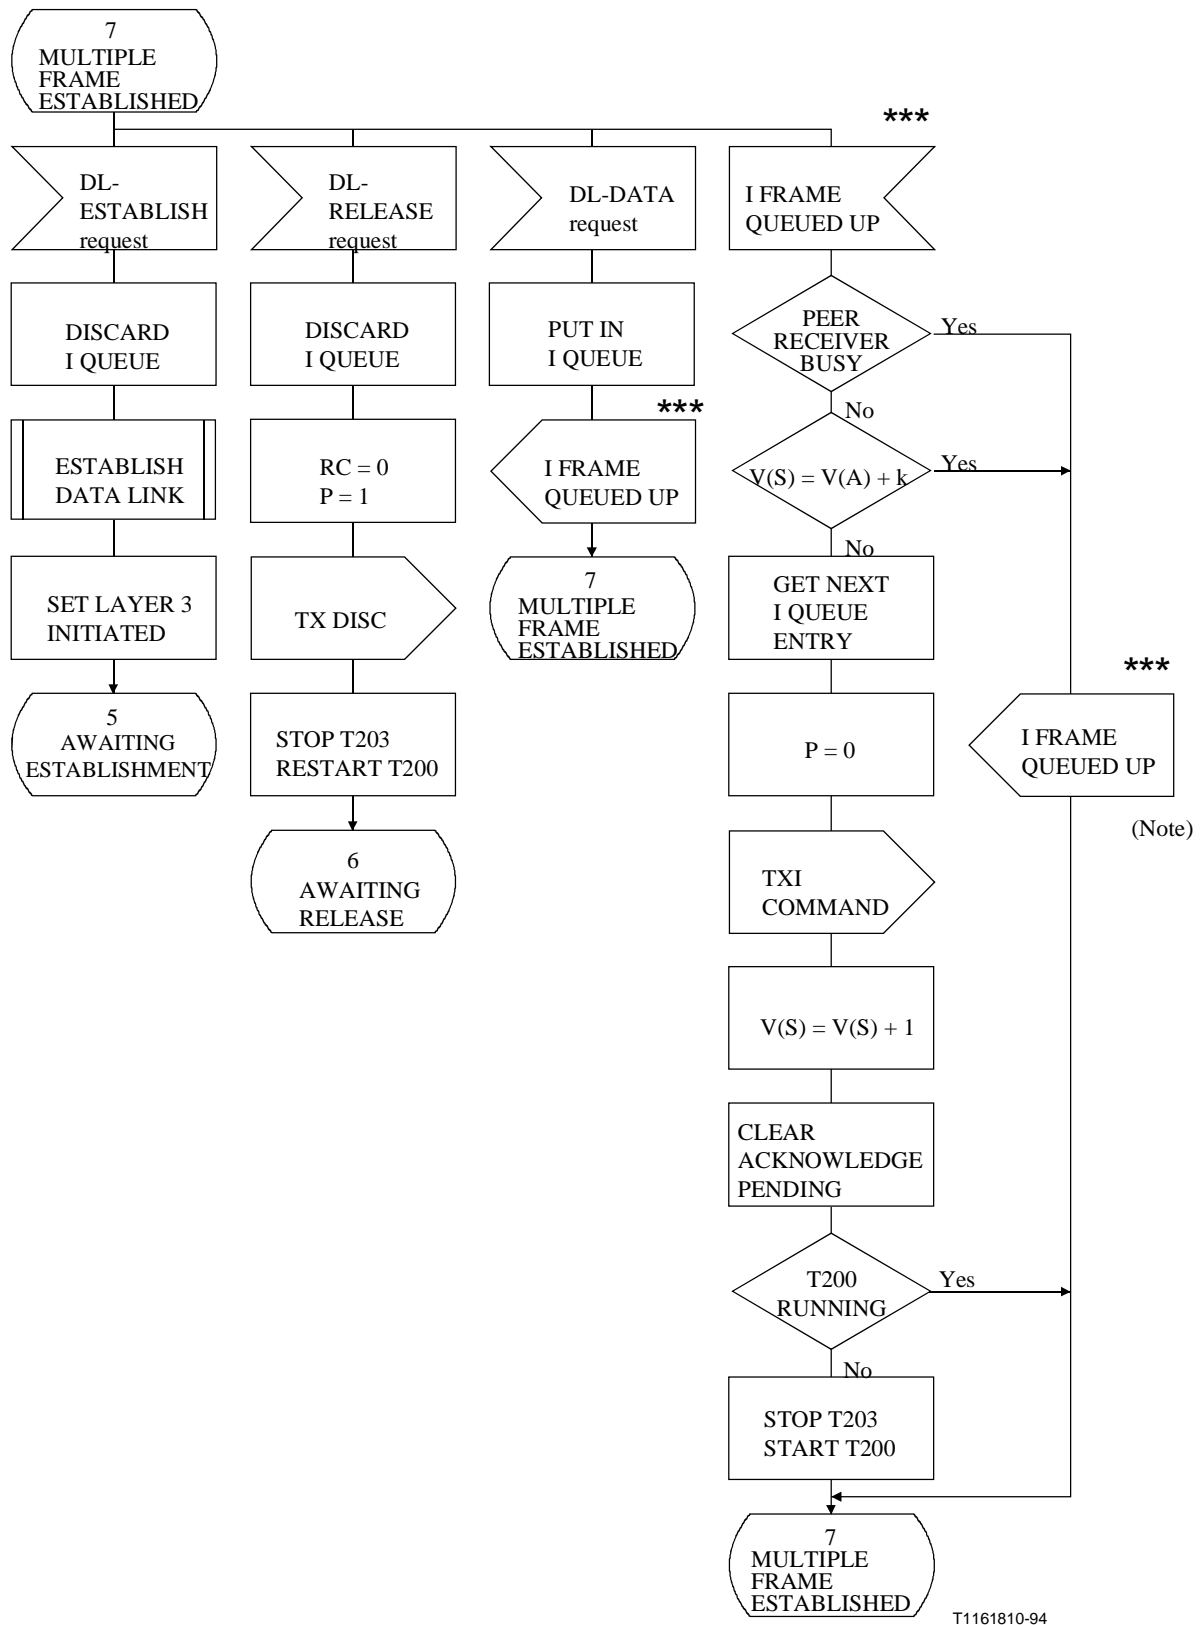 7
MULTIPLE
FRAME
ESTABLISHED
***
DL-
ESTABLISH
request
DL-
RELEASE
request
DL-DATA
request
I FRAME
QUEUED UP
DISCARD
I QUEUE
DISCARD
I QUEUE
PUT IN
I QUEUE
PEER
RECEIVER
BUSY
Yes
No
ESTABLISH
DATA LINK
RC = 0
P = 1
***
I FRAME
QUEUED UP
V(S) = V(A) + k
Yes
No
SET LAYER 3
INITIATED
TX DISC
7
MULTIPLE
FRAME
ESTABLISHED
GET NEXT
I QUEUE
ENTRY
5
AWAITING
ESTABLISHMENT
STOP T203
RESTART T200
P = 0
***
I FRAME
QUEUED UP
(Note)
6
AWAITING
RELEASE
TXI
COMMAND
V(S) = V(S) + 1
CLEAR
ACKNOWLEDGE
PENDING
T200
RUNNING
Yes
No
STOP T203
START T200
7
MULTIPLE
FRAME
ESTABLISHED
T1161810-94